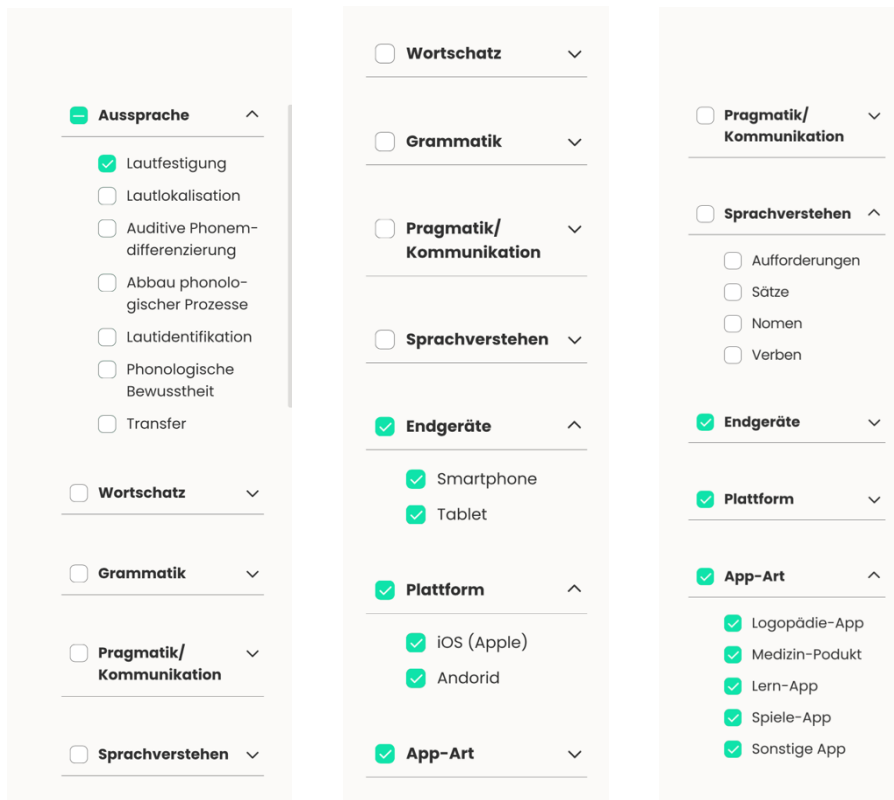 Aussprache
Lautfestigung
Lautlokalisation
Auditive Phonem-
differenzierung
Abbau phonolo-
gischer Prozesse
Lautidentifikation
Phonologische
Bewusstheit
Transfer
Wortschatz
Grammatik
Pragmatik/
Kommunikation
Sprachverstehen
Wortschatz
Grammatik
Pragmatik/
Kommunikation
Sprachverstehen
Endgeräte
Smartphone
Tablet
Plattform
iOS (Apple)
Andorid
App-Art
Pragmatik/
Kommunikation
Sprachverstehen
Aufforderungen
Sätze
Nomen
Verben
Endgeräte
Plattform
App-Art
Logopädie-App
Medizin-Podukt
Lern-App
Spiele-App
Sonstige App